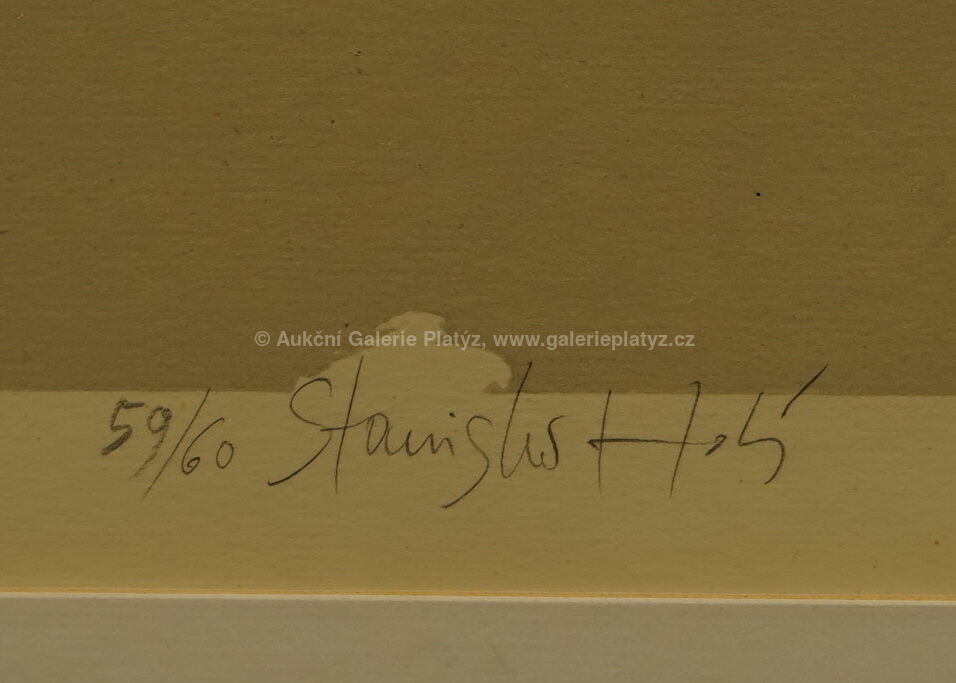 © Aukční Galerie Platýz, www.galerieplatyz.cz
59/60 Stanislav Holý